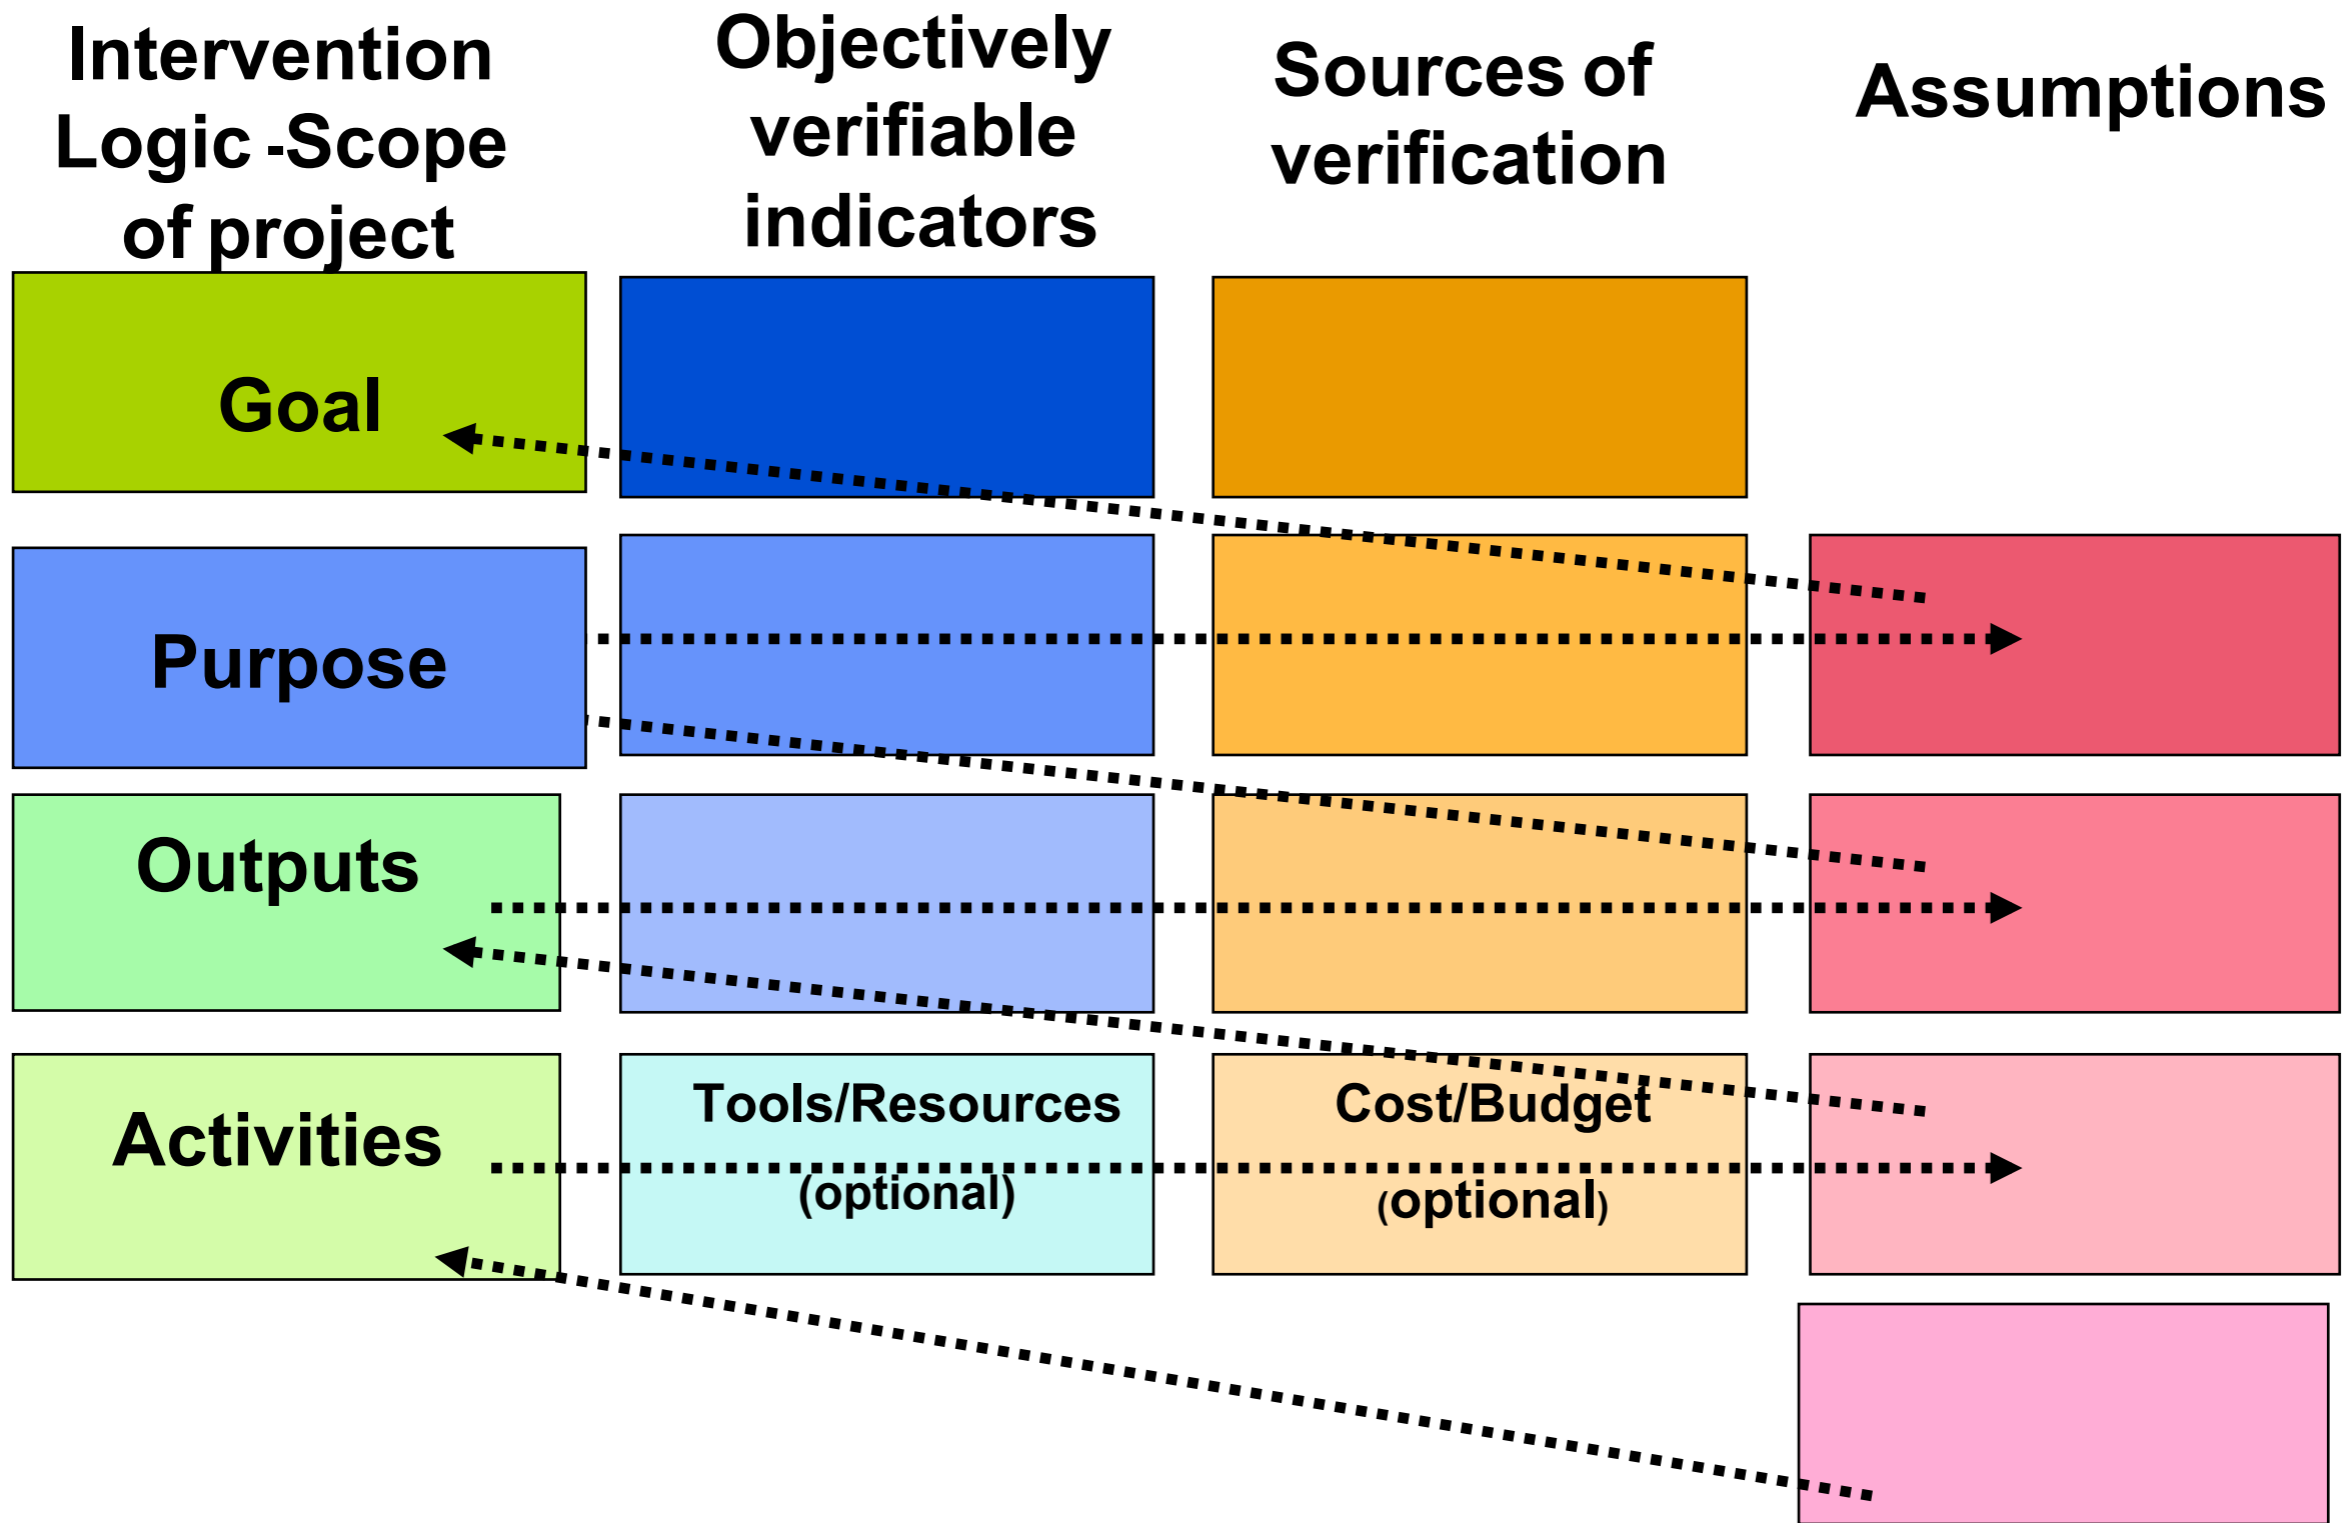 Intervention
Logic -Scope
of project
Objectively
verifiable
indicators
Sources of
verification
Assumptions
Goal
Purpose
Outputs
Activities
Tools/Resources
(optional)
Cost/Budget
(optional)